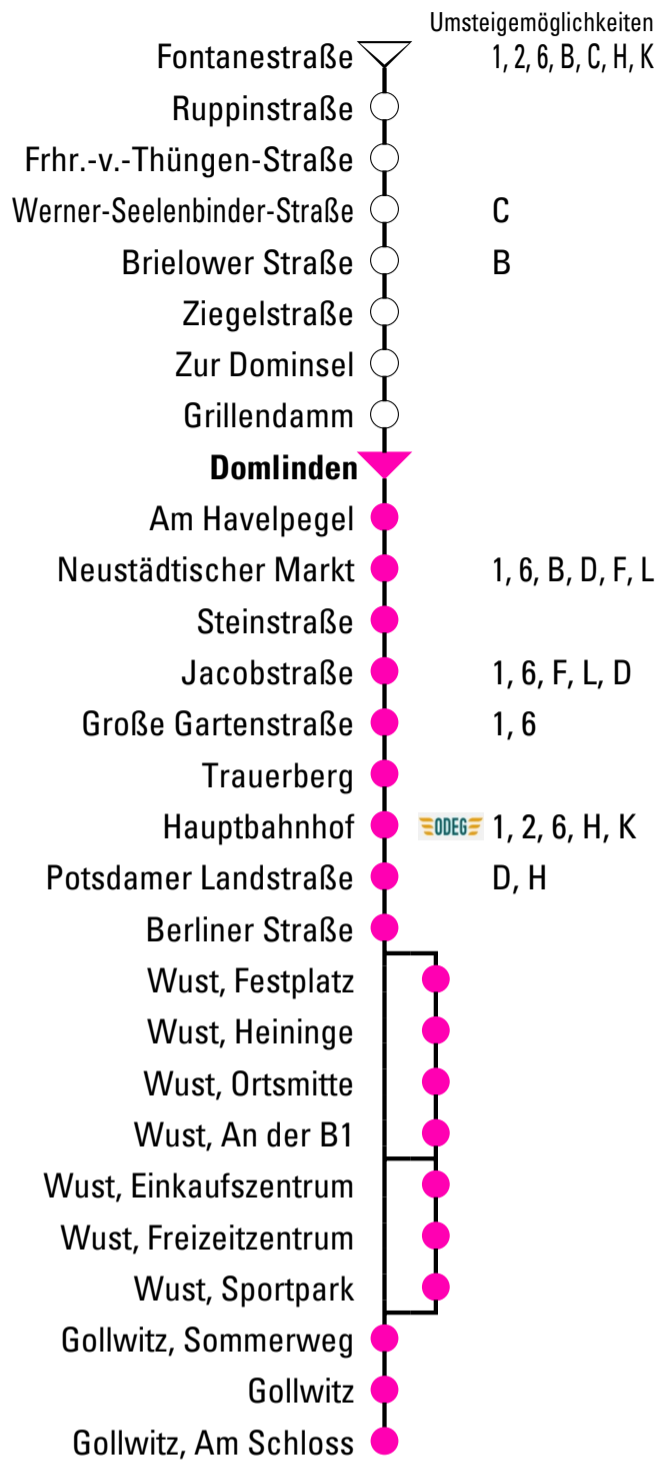 Umsteigemöglichkeiten
Fontanestraße 1, 2, 6, B, C, H, K
Ruppinstraße
Frhr.-v.-Thüngen-Straße
Werner-Seelenbinder-Straße C
Brielower Straße B
Ziegelstraße
Zur Dominsel
Grillendamm
Domlinden
Am Havelpegel
Neustädtischer Markt 1, 6, B, D, F, L
Steinstraße
Jacobstraße 1, 6, F, L, D
Große Gartenstraße 1, 6
Trauerberg
Hauptbahnhof ODEG 1, 2, 6, H, K
Potsdamer Landstraße D, H
Berliner Straße
Wust, Festplatz
Wust, Heininge
Wust, Ortsmitte
Wust, An der B1
Wust, Einkaufszentrum
Wust, Freizeitzentrum
Wust, Sportpark
Gollwitz, Sommerweg
Gollwitz
Gollwitz, Am Schloss